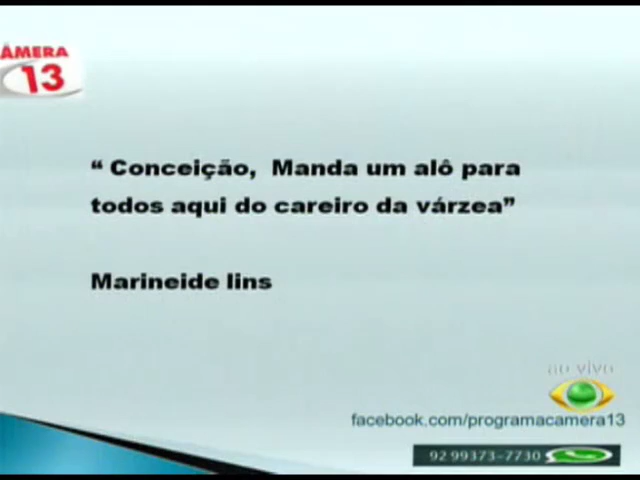 CÂMERA
13
“ Conceição, Manda um alô para
todos aqui do careiro da várzea”
Marineide lins
ao vivo
facebook.com/programacamera13
92 99373-7730